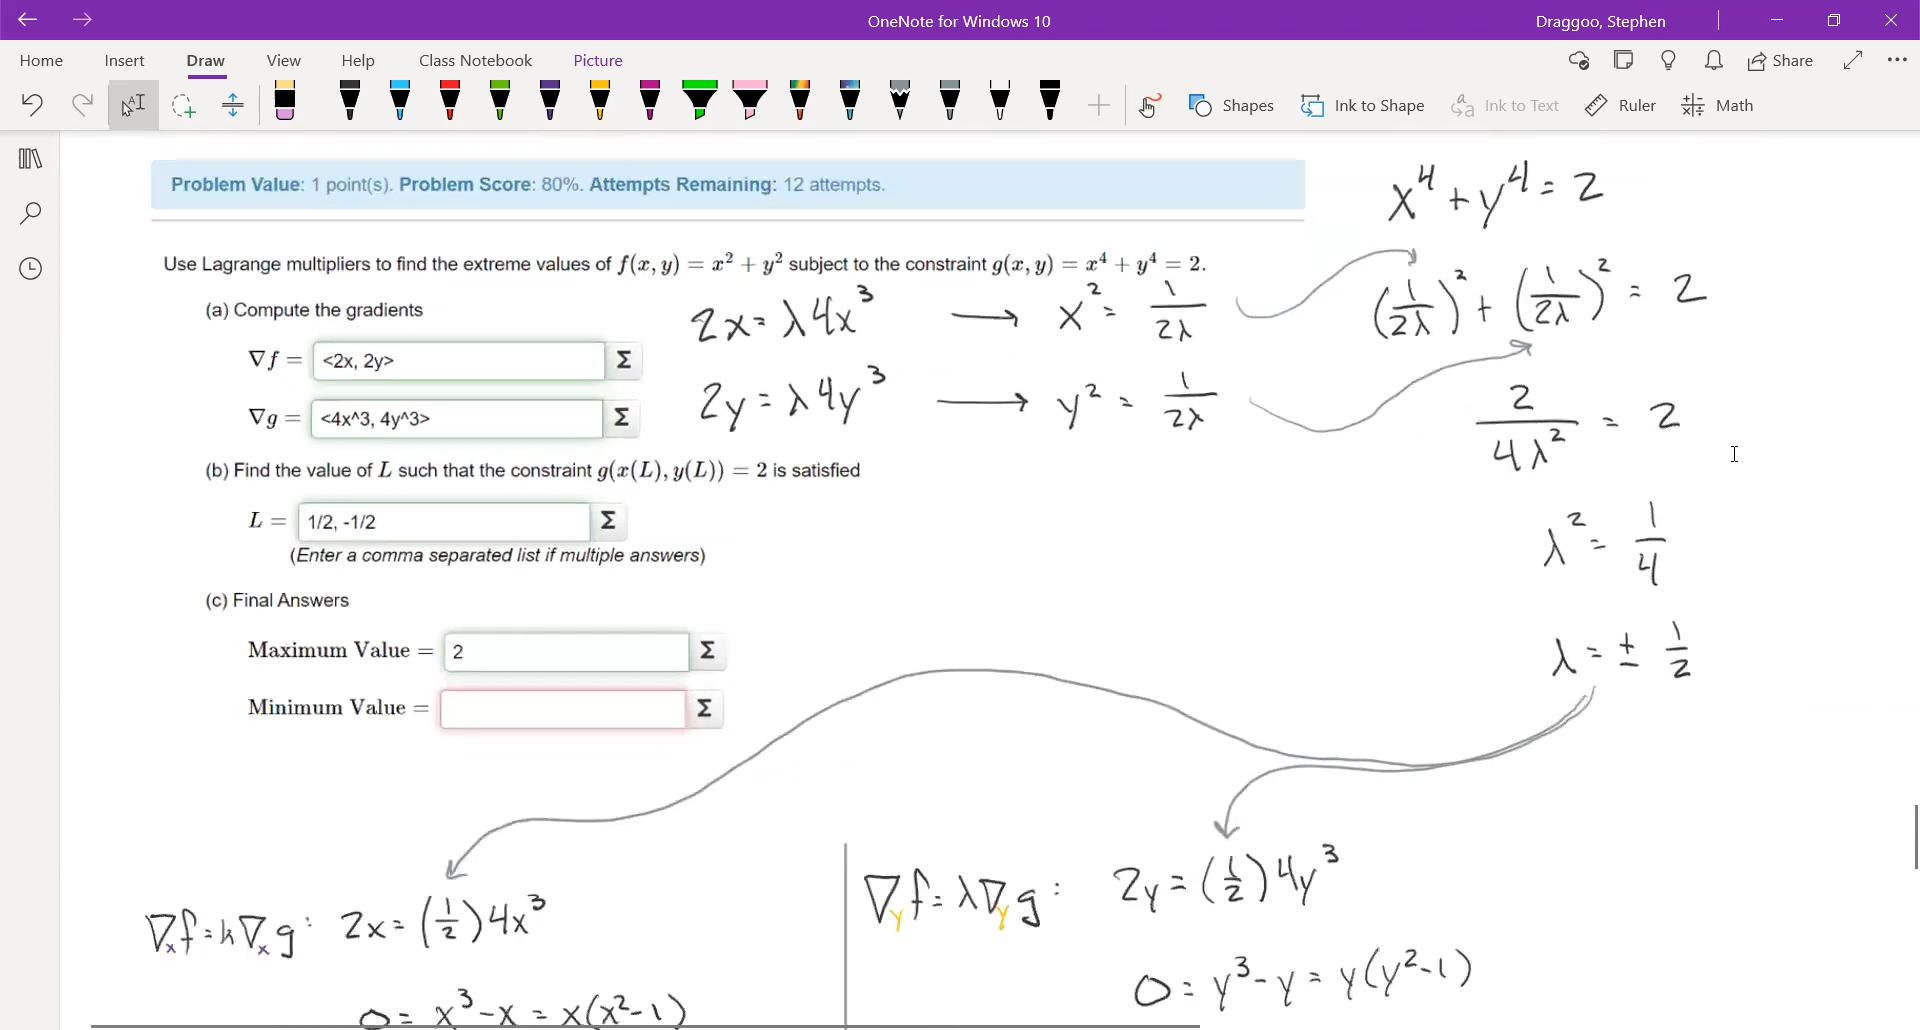 OneNote for Windows 10
Draggoo, Stephen
Home Insert Draw View Help Class Notebook Picture
Share
Shapes Ink to Shape Ink to Text Ruler Math
Problem Value: 1 point(s). Problem Score: 80%. Attempts Remaining: 12 attempts.
Use Lagrange multipliers to find the extreme values of f(x, y) = x² + y² subject to the constraint g(x, y) = x⁴ + y⁴ = 2.
(a) Compute the gradients
∇f = <2x, 2y> Σ
∇g = <4x^3, 4y^3> Σ
(b) Find the value of L such that the constraint g(x(L), y(L)) = 2 is satisfied
L = 1/2, -1/2 Σ
(Enter a comma separated list if multiple answers)
(c) Final Answers
Maximum Value = 2 Σ
Minimum Value = Σ
2x = λ4x³ → x² = 1/2λ
2y = λ4y³ → y² = 1/2λ
x⁴ + y⁴ = 2
(1/2λ)² + (1/2λ)² = 2
2/4λ² = 2
λ² = 1/4
λ = ± 1/2
∇ₓf = λ∇ₓg : 2x = (1/2)4x³
0 = x³ - x = x(x² - 1)
∇yf = λ∇yg : 2y = (1/2)4y³
0 = y³ - y = y(y² - 1)